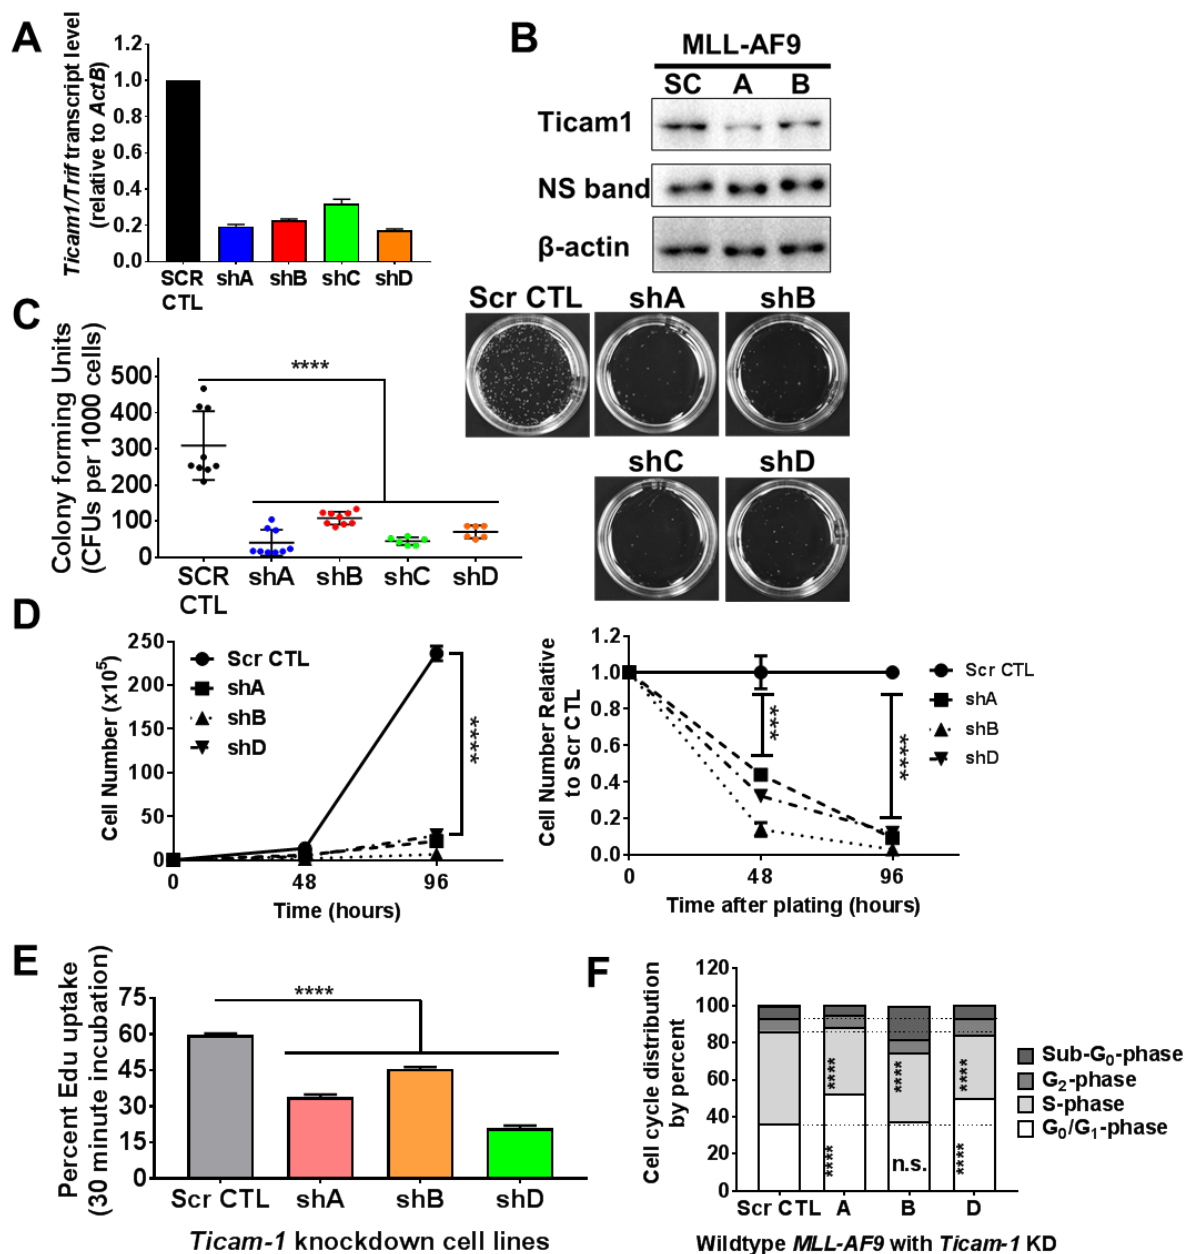 A
Ticam1/Trif transcript level
(relative to ActB)
1.2
1.0
0.8
0.6
0.4
0.2
0.0
SCR
CTL
shA
shB
shC
shD
B
MLL-AF9
SC A B
Ticam1
NS band
β-actin
C
Colony forming Units
(CFUs per 1000 cells)
500
400
300
200
100
0
****
SCR
CTL
shA
shB
shC
shD
Scr CTL
shA
shB
shC
shD
D
Cell Number (x10⁵)
250
200
150
100
50
0
Scr CTL
shA
shB
shD
****
0 48 96
Time (hours)
Cell Number Relative
to Scr CTL
1.2
1.0
0.8
0.6
0.4
0.2
0.0
***
****
Scr CTL
shA
shB
shD
0 48 96
Time after plating (hours)
E
Percent Edu uptake
(30 minute incubation)
75
60
45
30
15
0
****
Scr CTL shA shB shD
Ticam-1 knockdown cell lines
F
Cell cycle distribution
by percent
120
100
80
60
40
20
0
****
****
****
****
n.s.
****
Sub-G₀-phase
G₂-phase
S-phase
G₀/G₁-phase
Scr CTL A B D
Wildtype MLL-AF9 with Ticam-1 KD